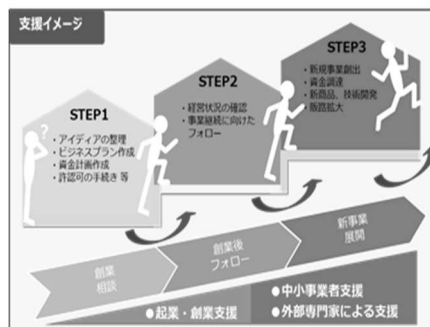 支援イメージ
STEP1
・アイディアの整理
・ビジネスプラン作成
・資金計画作成
・許認可の手続き 等
?
STEP2
・経営状況の確認
・事業継続に向けた
フォロー
STEP3
・新規事業創出
・資金調達
・新商品、技術開発
・販路拡大
創業
相談
創業後
フォロー
新事業
展開
●起業・創業支援
●中小事業者支援
●外部専門家による支援